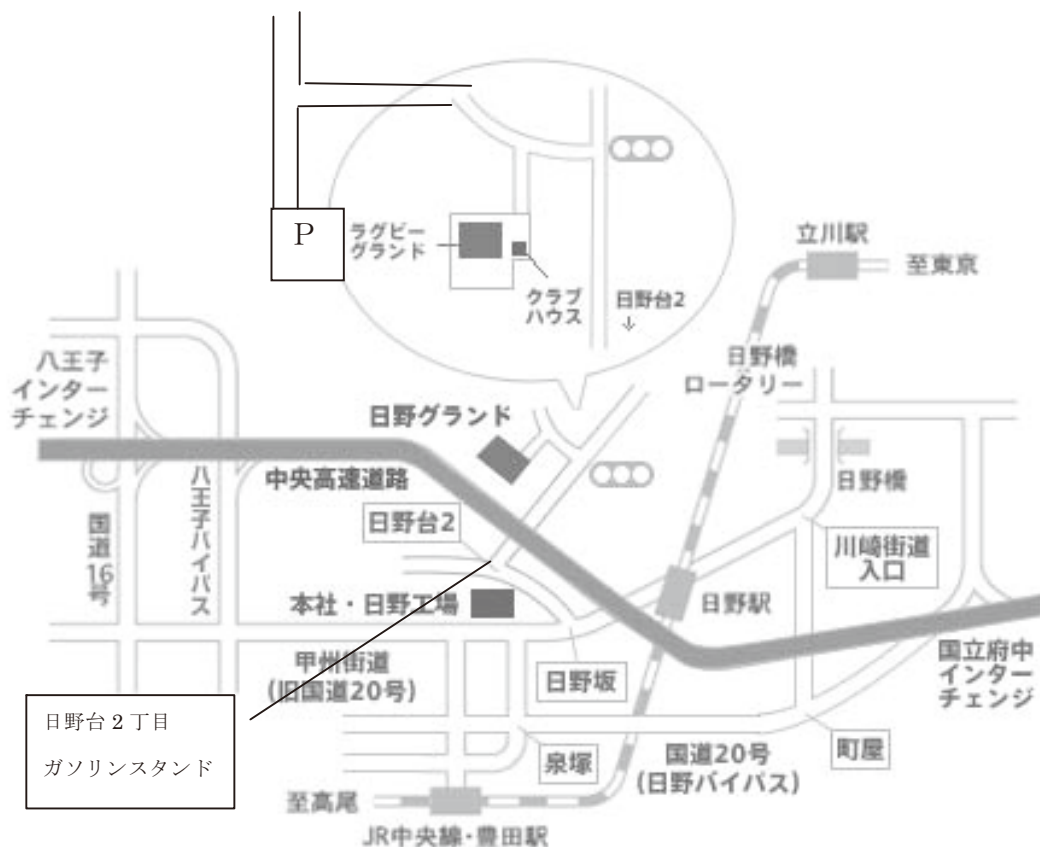 P
ラグビー
グランド
クラブ
ハウス
日野台2
↓
立川駅
至東京
日野橋
ロータリー
八王子
インター
チェンジ
日野グランド
中央高速道路
日野台2
日野橋
川崎街道
入口
国道16号
八王子バイパス
本社・日野工場
日野駅
甲州街道
(旧国道20号)
日野坂
国立府中
インター
チェンジ
日野台2丁目
ガソリンスタンド
泉塚
国道20号
(日野バイパス)
町屋
至高尾
JR中央線・豊田駅